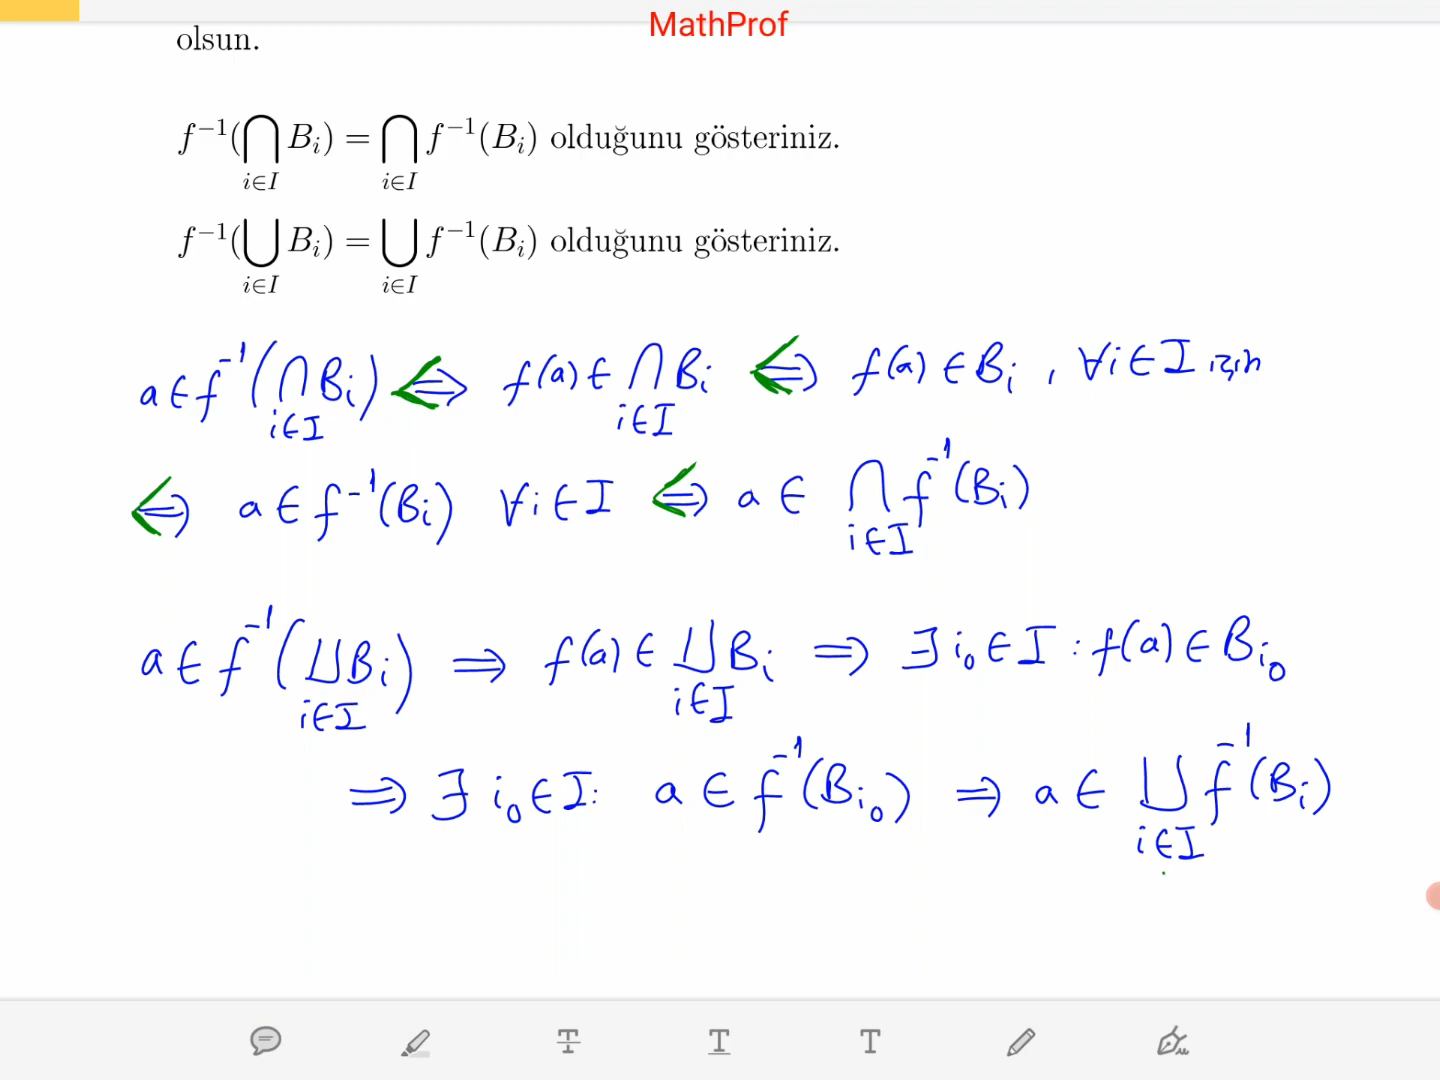 MathProf
olsun.
f⁻¹(⋂_{i∈I} B_i) = ⋂_{i∈I} f⁻¹(B_i) olduğunu gösteriniz.
f⁻¹(⋃_{i∈I} B_i) = ⋃_{i∈I} f⁻¹(B_i) olduğunu gösteriniz.
a ∈ f⁻¹(⋂_{i∈I} B_i) ⇔ f(a) ∈ ⋂_{i∈I} B_i ⇔ f(a) ∈ B_i , ∀i ∈ I için
⇔ a ∈ f⁻¹(B_i) ∀i ∈ I ⇔ a ∈ ⋂_{i∈I} f⁻¹(B_i)
a ∈ f⁻¹(⋃_{i∈I} B_i) ⇒ f(a) ∈ ⋃_{i∈I} B_i ⇒ ∃ i₀ ∈ I : f(a) ∈ B_{i₀}
⇒ ∃ i₀ ∈ I : a ∈ f⁻¹(B_{i₀}) ⇒ a ∈ ⋃_{i∈I} f⁻¹(B_i)
T T T